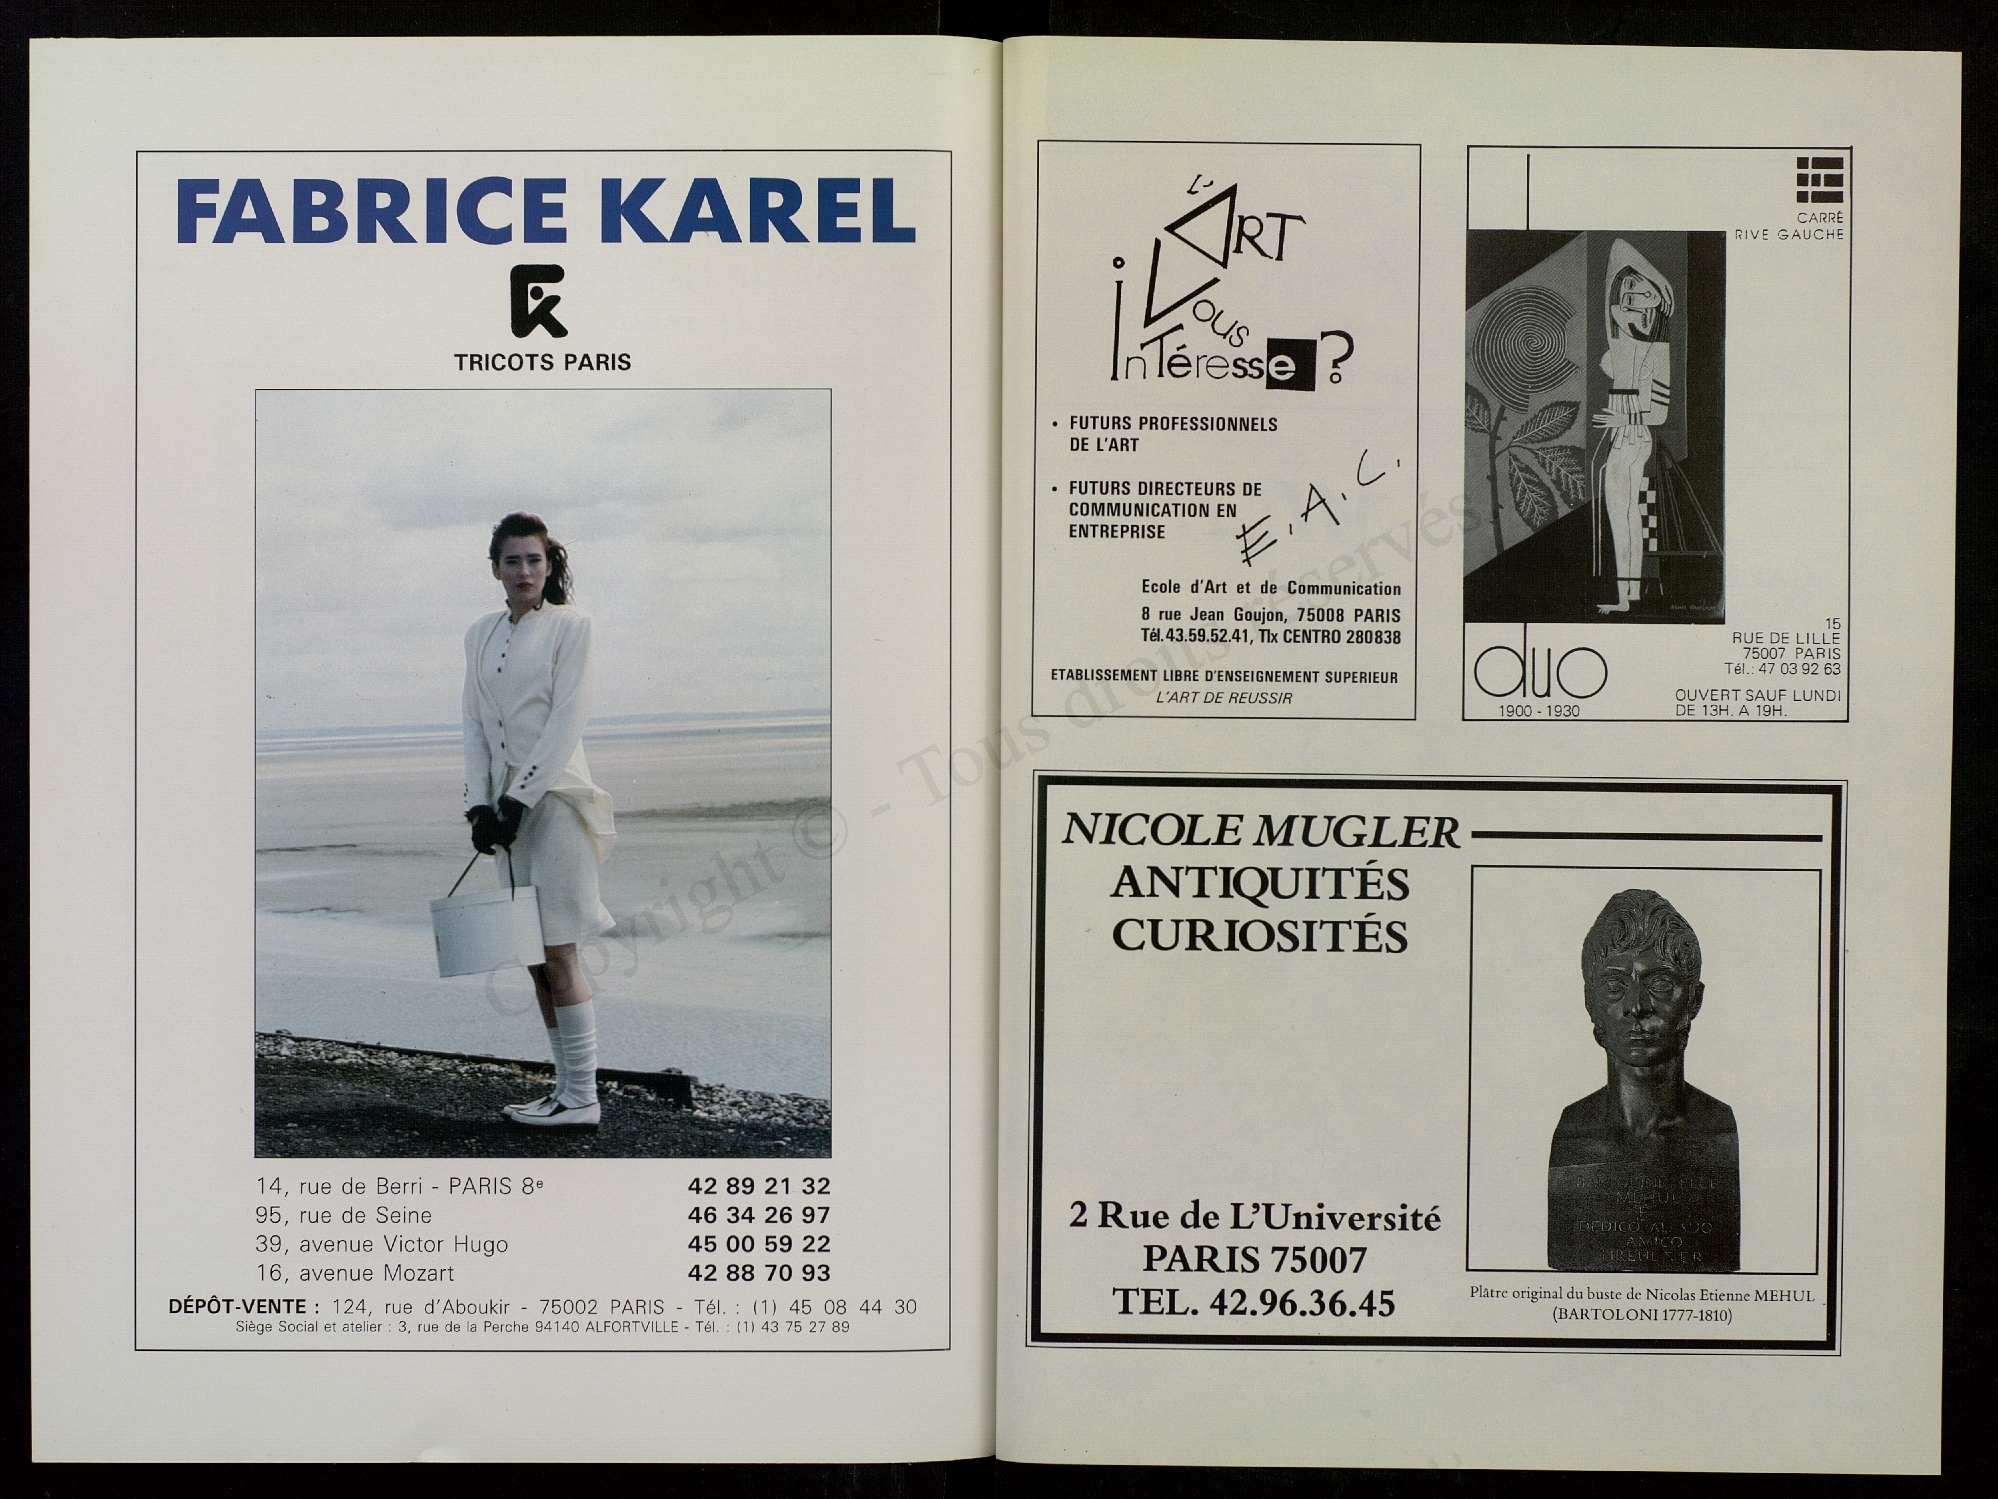 FABRICE KAREL
TRICOTS PARIS
14, rue de Berri - PARIS 8e 42 89 21 32
95, rue de Seine 46 34 26 97
39, avenue Victor Hugo 45 00 59 22
16, avenue Mozart 42 88 70 93
DÉPÔT-VENTE : 124, rue d'Aboukir - 75002 PARIS - Tél. : (1) 45 08 44 30
Siège Social et atelier : 3, rue de la Perche 94140 ALFORTVILLE - Tél. : (1) 43 75 27 89
L'ART
Vous
intéresse ?
• FUTURS PROFESSIONNELS
DE L'ART
• FUTURS DIRECTEURS DE
COMMUNICATION EN
ENTREPRISE
E.A.C.
Ecole d'Art et de Communication
8 rue Jean Goujon, 75008 PARIS
Tél. 43.59.52.41, Tlx CENTRO 280838
ETABLISSEMENT LIBRE D'ENSEIGNEMENT SUPERIEUR
L'ART DE REUSSIR
CARRÉ
RIVE GAUCHE
duo
1900 - 1930
15
RUE DE LILLE
75007 PARIS
Tél.: 47 03 92 63
OUVERT SAUF LUNDI
DE 13H. A 19H.
NICOLE MUGLER
ANTIQUITÉS
CURIOSITÉS
2 Rue de L'Université
PARIS 75007
TEL. 42.96.36.45
MEHUL
DEDICO AL SUO
AMICO
Plâtre original du buste de Nicolas Etienne MEHUL
(BARTOLONI 1777-1810)
Copyright © - Tous droits réservés.